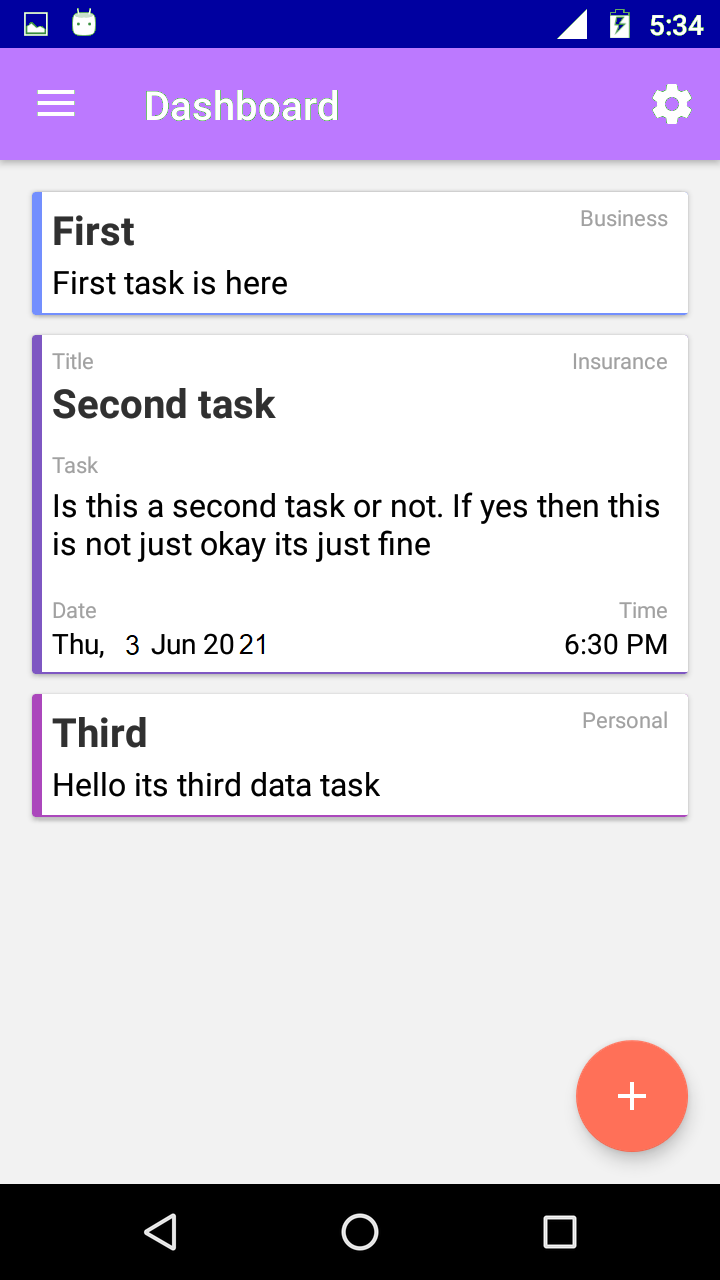 5:34
Dashboard
First Business
First task is here
Title Insurance
Second task
Task
Is this a second task or not. If yes then this
is not just okay its just fine
Date Time
Thu, 3 Jun 2021 6:30 PM
Third Personal
Hello its third data task